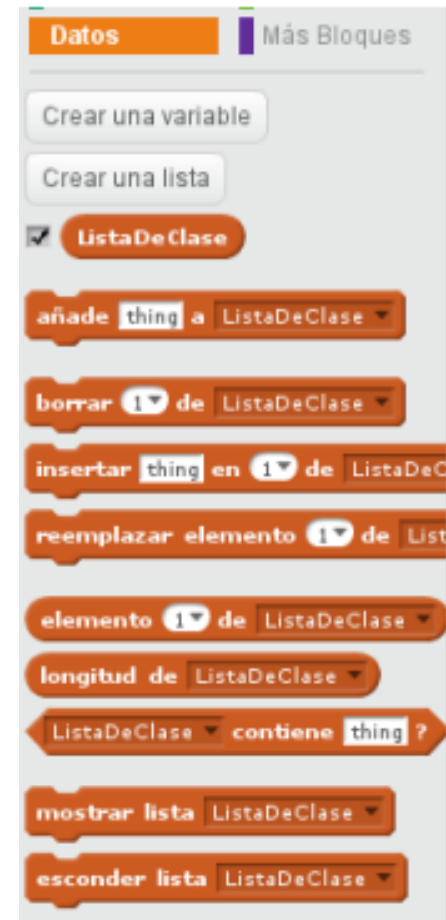 Datos Más Bloques
Crear una variable
Crear una lista
ListaDeClase
añade thing a ListaDeClase
borrar 1 de ListaDeClase
insertar thing en 1 de ListaDeC
reemplazar elemento 1 de List
elemento 1 de ListaDeClase
longitud de ListaDeClase
ListaDeClase contiene thing ?
mostrar lista ListaDeClase
esconder lista ListaDeClase